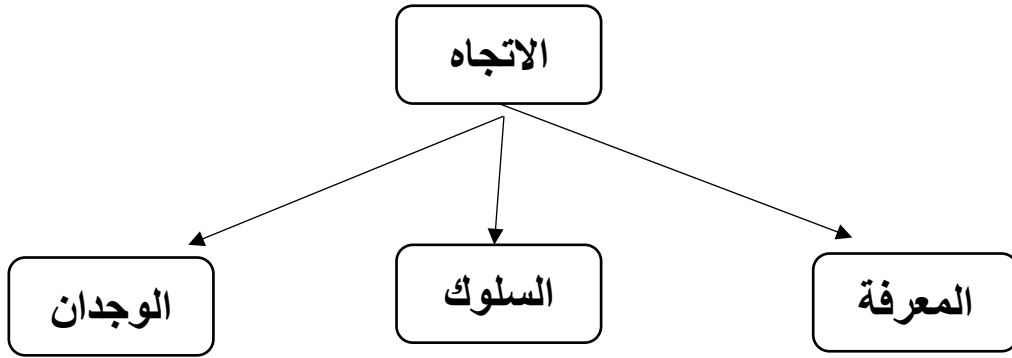 الاتجاه
المعرفة
السلوك
الوجدان